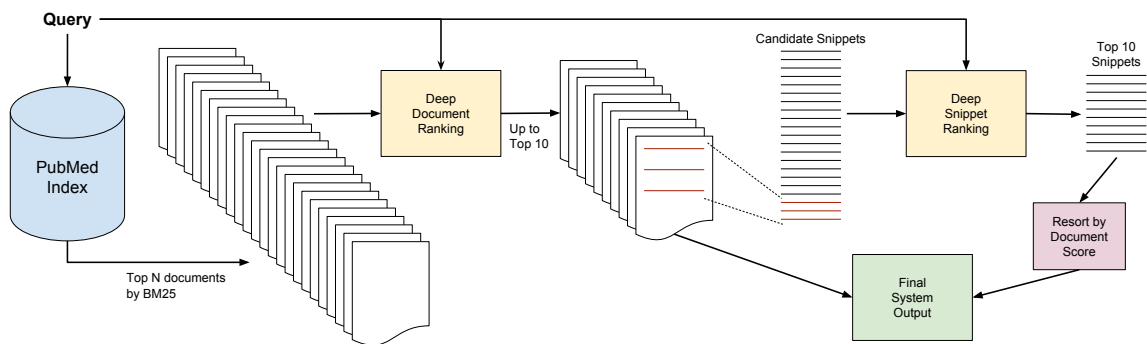 Query
PubMed
Index
Top N documents
by BM25
Deep
Document
Ranking
Up to
Top 10
Candidate Snippets
Deep
Snippet
Ranking
Top 10
Snippets
Resort by
Document
Score
Final
System
Output